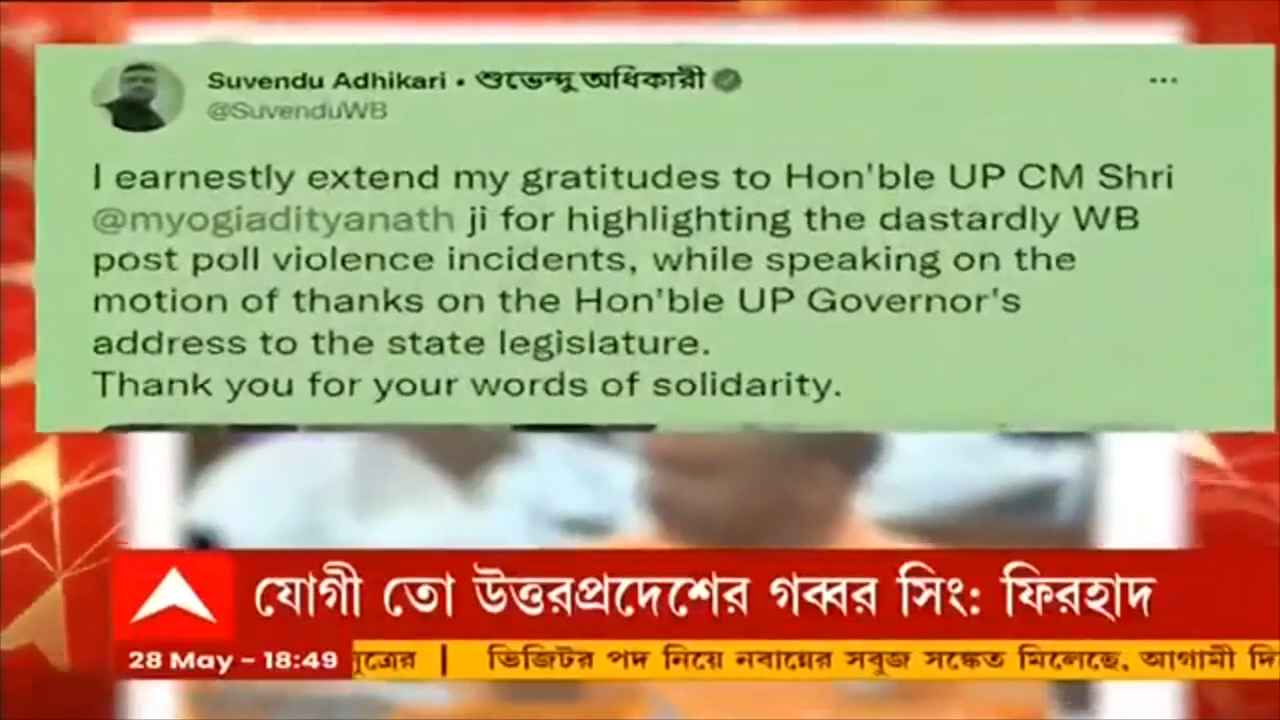 Suvendu Adhikari • শুভেন্দু অধিকারী
@SuvenduWB
I earnestly extend my gratitudes to Hon'ble UP CM Shri
@myogiadityanath ji for highlighting the dastardly WB
post poll violence incidents, while speaking on the
motion of thanks on the Hon'ble UP Governor's
address to the state legislature.
Thank you for your words of solidarity.
যোগী তো উত্তরপ্রদেশের গব্বর সিং: ফিরহাদ
28 May - 18:49
ভিজিটর পদ নিয়ে নবান্নের সবুজ সঙ্কেত মিলেছে, আগামী